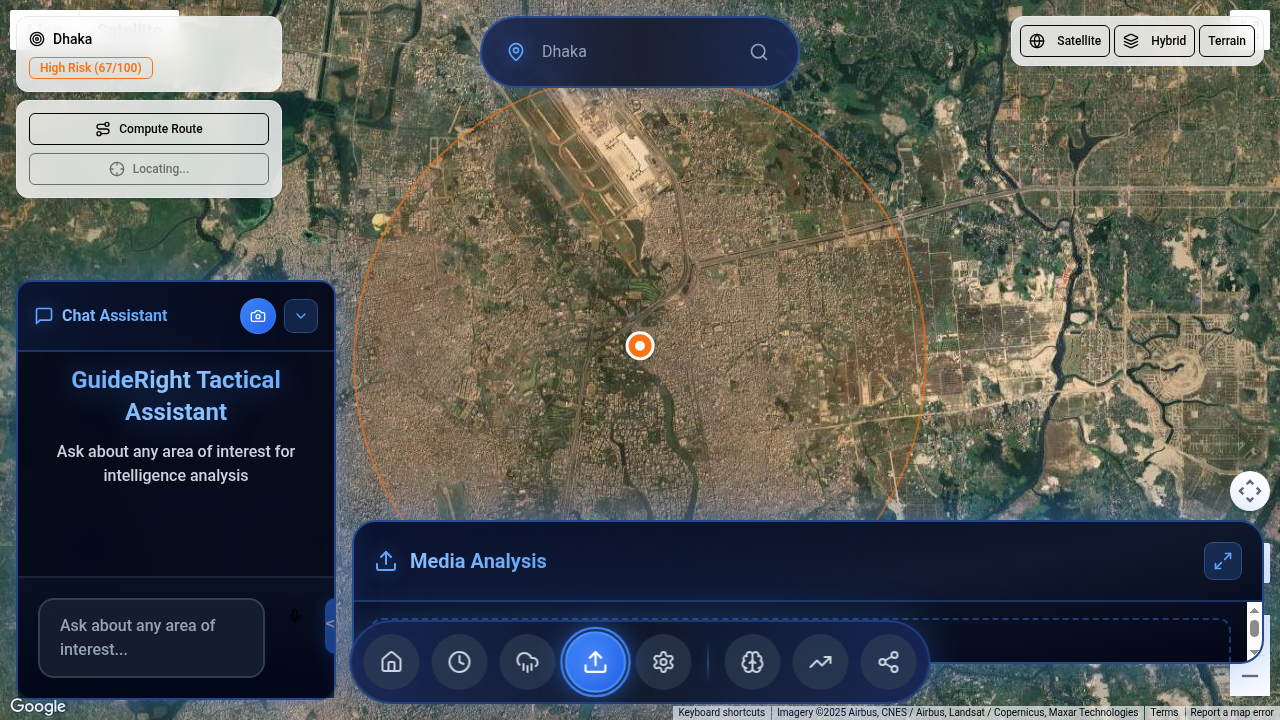 Dhaka
High Risk (67/100)
Compute Route
Locating...
Dhaka
Satellite
Hybrid
Terrain
Chat Assistant
GuideRight Tactical
Assistant
Ask about any area of interest for
intelligence analysis
Ask about any area of
interest...
<
Media Analysis
Google
Keyboard shortcuts
Imagery ©2025 Airbus, CNES / Airbus, Landsat / Copernicus, Maxar Technologies
Terms
Report a map error